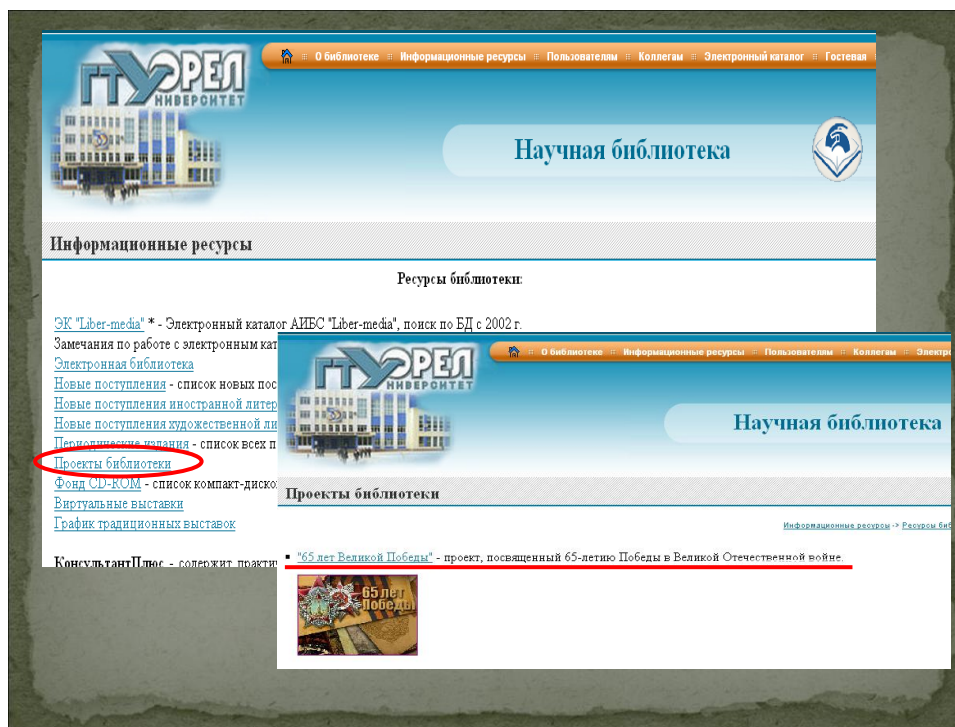 ГТУ ОРЕЛ
УНИВЕРСИТЕТ
О библиотеке :: Информационные ресурсы :: Пользователям :: Коллегам :: Электронный каталог :: Гостевая
Научная библиотека
Информационные ресурсы
Ресурсы библиотеки:
ЭК "Liber-media" * - Электронный каталог АИБС "Liber-media", поиск по БД с 2002 г.
Замечания по работе с электронным кат
Электронная библиотека
Новые поступления - список новых пос
Новые поступления иностранной литер
Новые поступления художественной ли
Периодические издания - список всех п
Проекты библиотеки
Фонд CD-ROM - список компакт-диско
Виртуальные выставки
График традиционных выставок
КонсультантПлюс - содержит практи
ГТУ ОРЕЛ
УНИВЕРСИТЕТ
О библиотеке :: Информационные ресурсы :: Пользователям :: Коллегам :: Электро
Научная библиотека
Проекты библиотеки
Информационные ресурсы -> Ресурсы биб
"65 лет Великой Победы" - проект, посвященный 65-летию Победы в Великой Отечественной войне.
65 лет
Победы